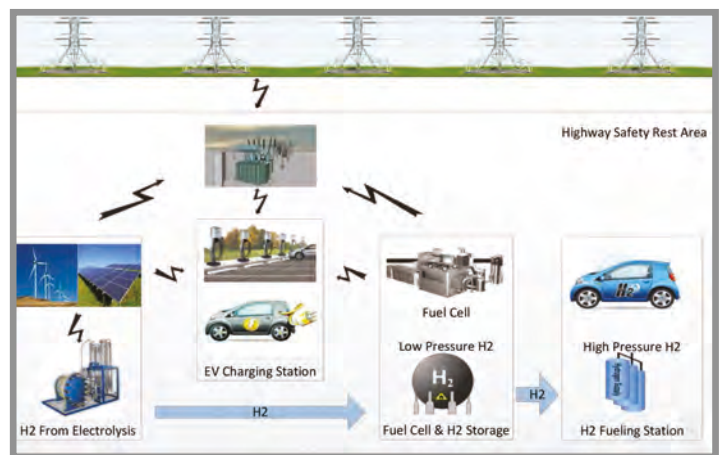 Highway Safety Rest Area
Fuel Cell
H2
EV Charging Station
Low Pressure H2
High Pressure H2
H₂
H2
H2
H2 From Electrolysis
Fuel Cell & H2 Storage
H2 Fueling Station